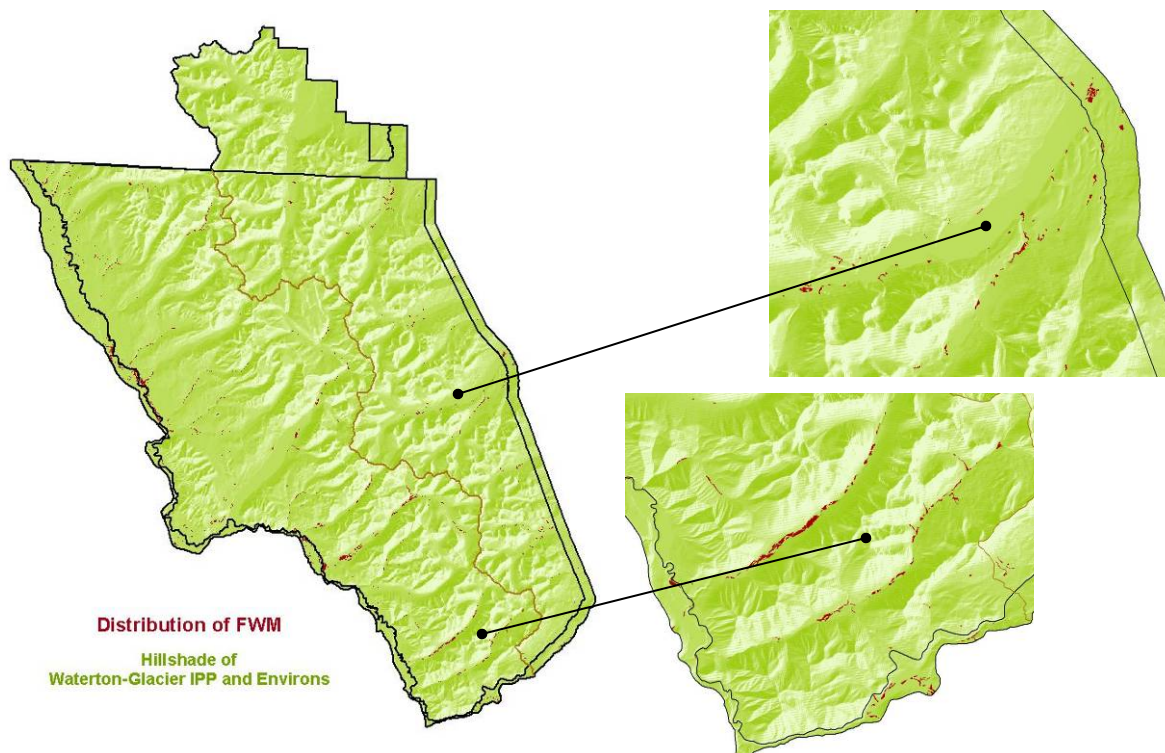 Distribution of FWM
Hillshade of
Waterton-Glacier IPP and Environs